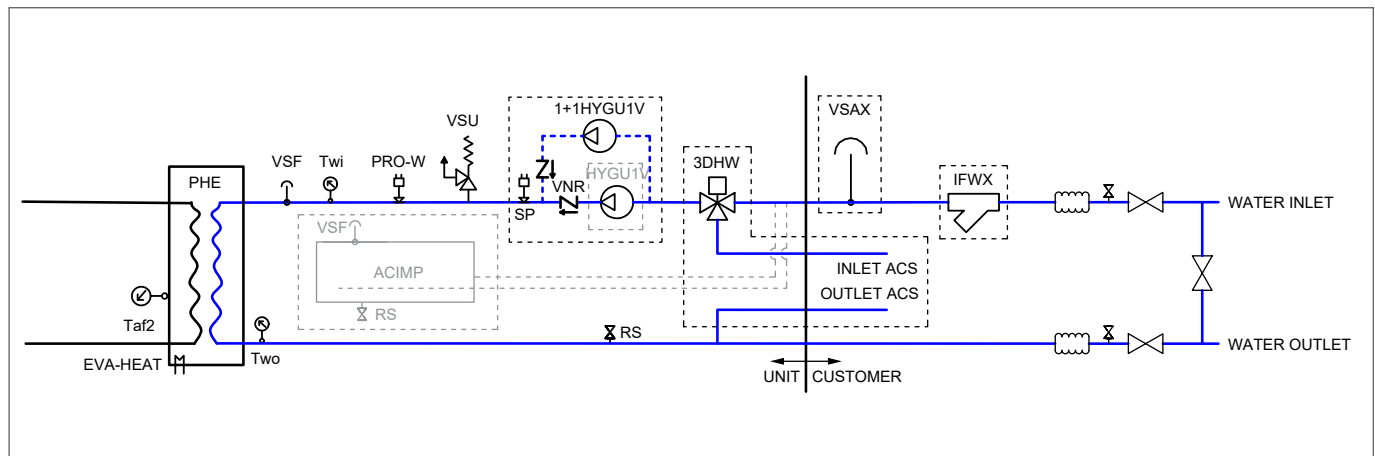 1+1HYGU1V
VSAX
VSU
3DHW
VSF
Twi
PRO-W
IFWX
PHE
HYGU1V
VNR
SP
WATER INLET
VSF
INLET ACS
ACIMP
OUTLET ACS
RS
Taf2
RS
EVA-HEAT
Two
WATER OUTLET
UNIT
CUSTOMER